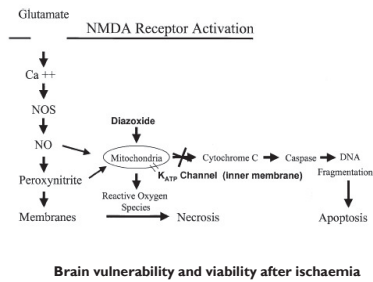 Glutamate
NMDA Receptor Activation
Ca ++
NOS
Diazoxide
NO
Mitochondria
Cytochrome C
Caspase
DNA
Fragmentation
K ATP Channel (inner membrane)
Peroxynitrite
Reactive Oxygen
Species
Membranes
Necrosis
Apoptosis
Brain vulnerability and viability after ischaemia